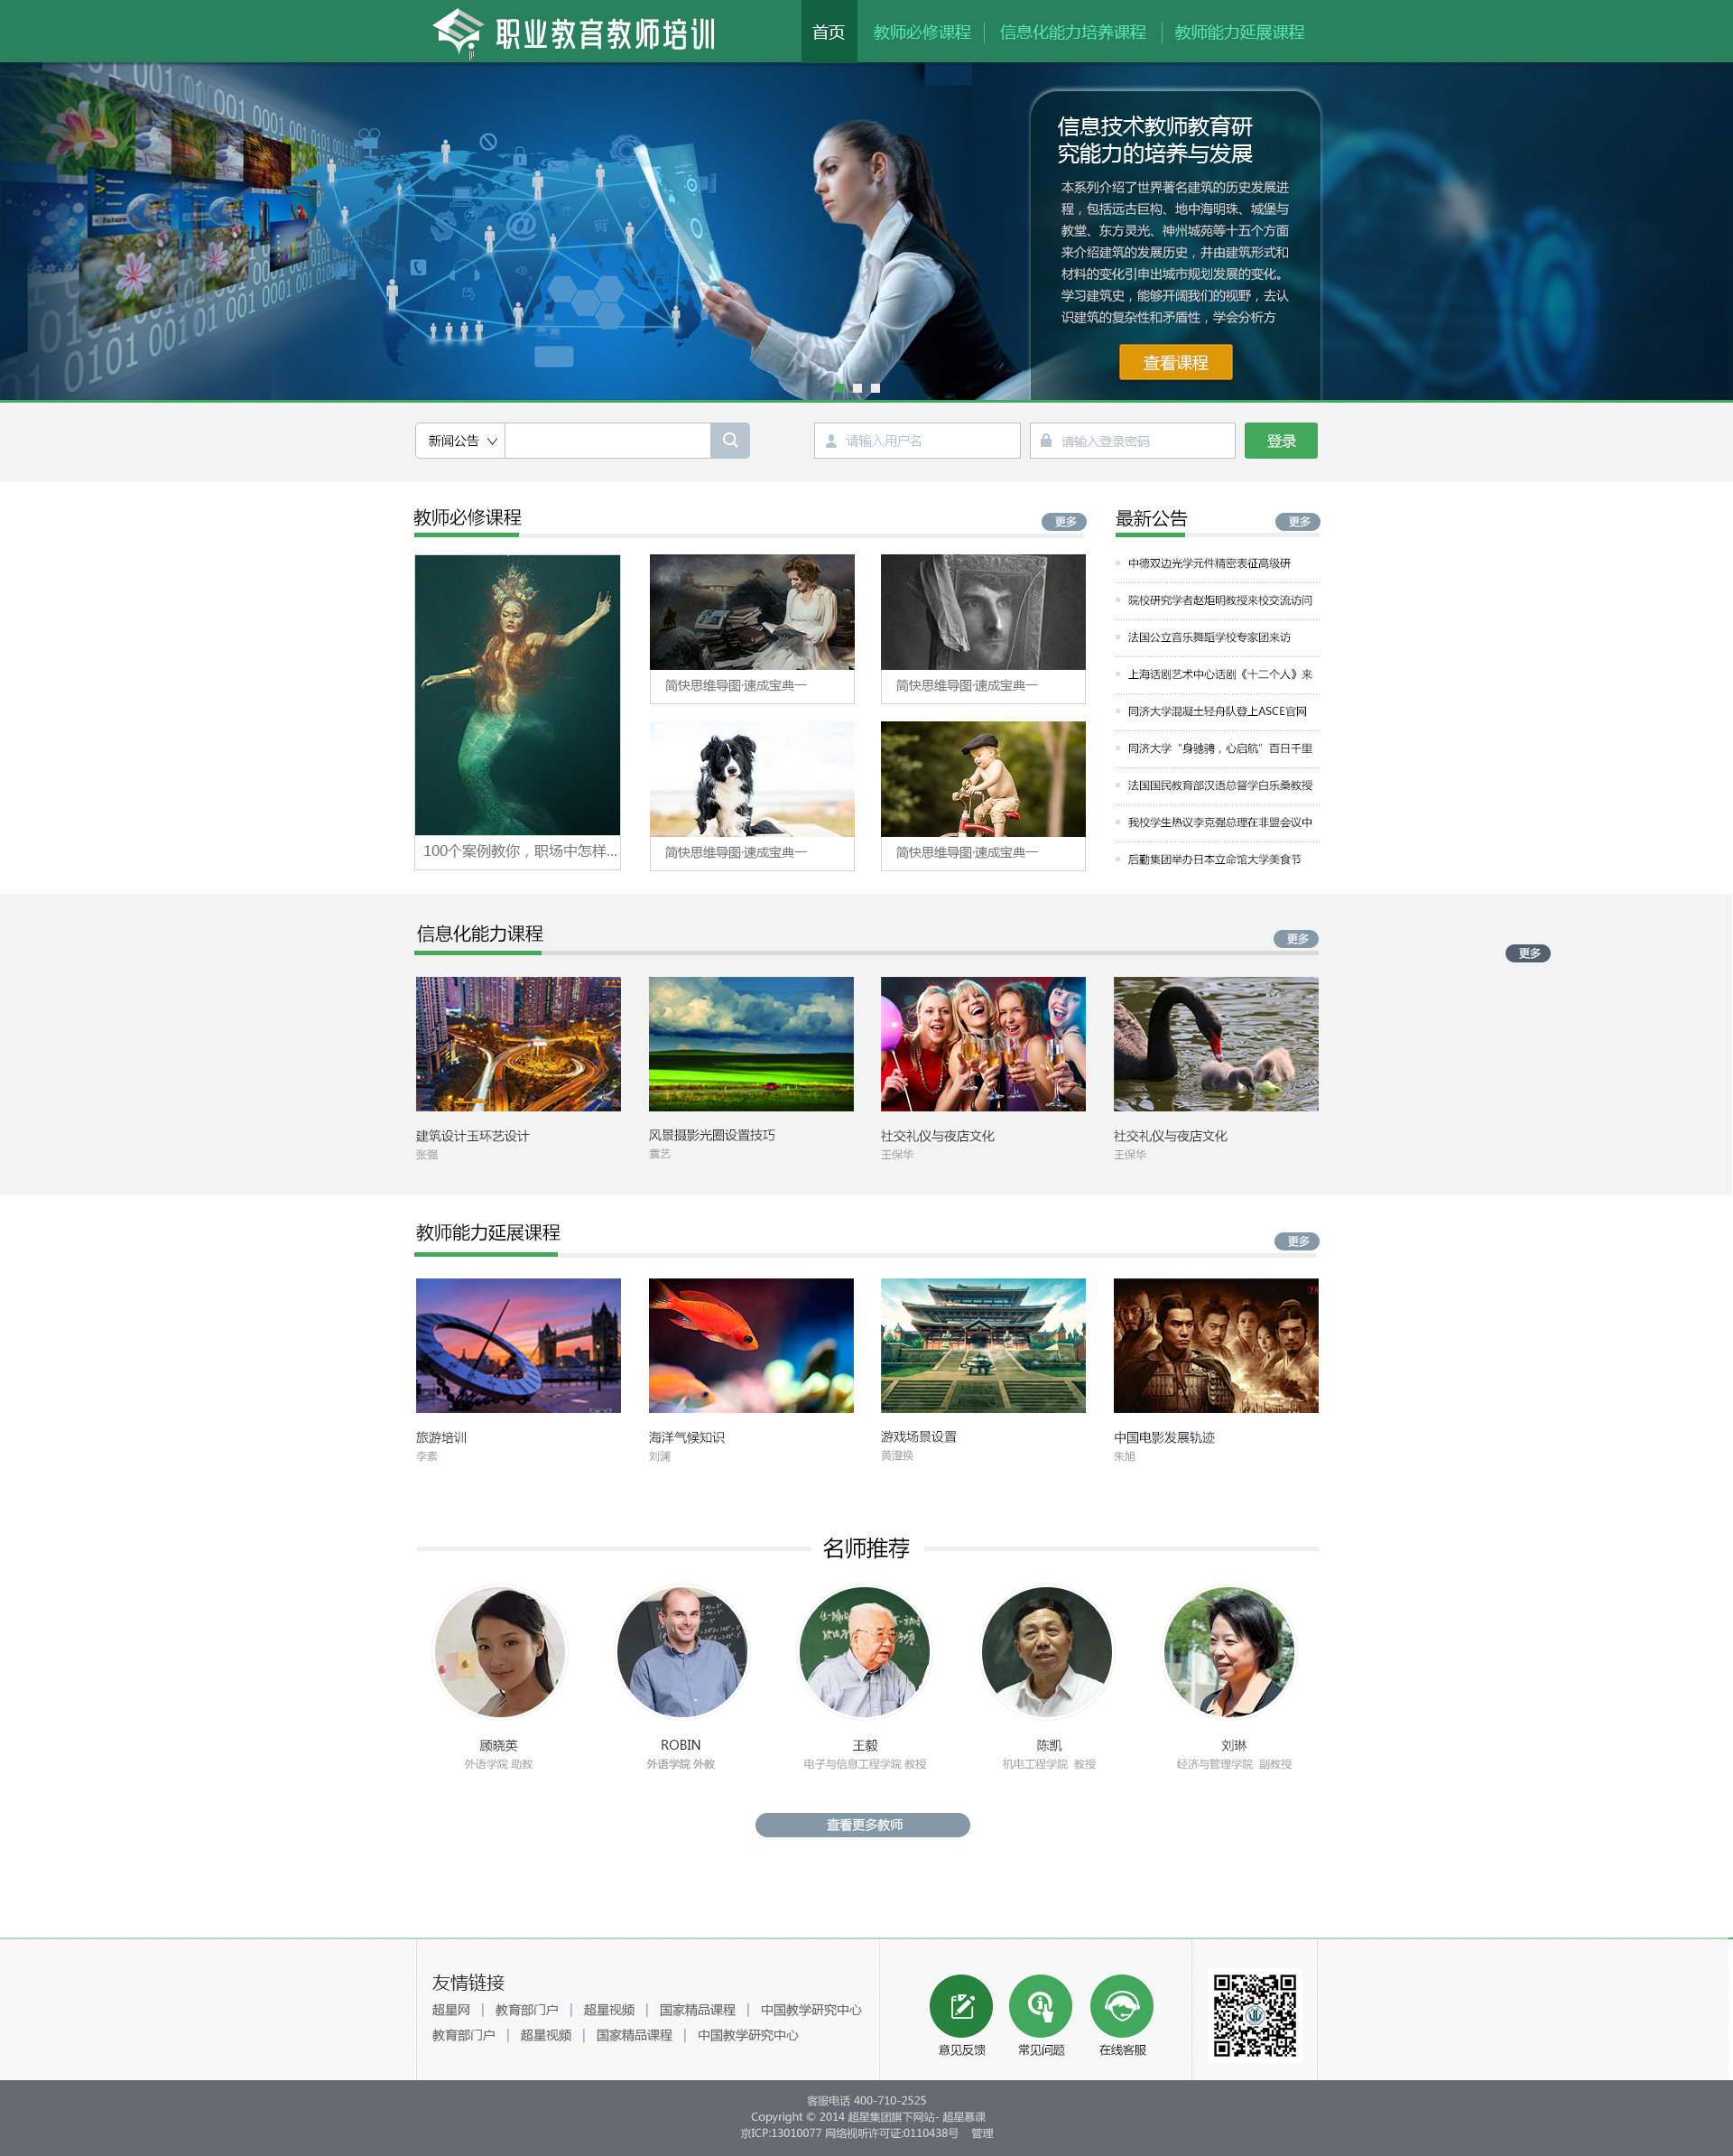 职业教育教师培训
首页
教师必修课程
信息化能力培养课程
教师能力延展课程
信息技术教师教育研
究能力的培养与发展
本系列介绍了世界著名建筑的历史发展进
程，包括远古巨构、地中海明珠、城堡与
教堂、东方灵光、神州城苑等十五个方面
来介绍建筑的发展历史，并由建筑形式和
材料的变化引申出城市规划发展的变化。
学习建筑史，能够开阔我们的视野，去认
识建筑的复杂性和矛盾性，学会分析方
查看课程
新闻公告
请输入用户名
请输入登录密码
登录
教师必修课程
更多
100个案例教你，职场中怎样...
简快思维导图·速成宝典一
简快思维导图·速成宝典一
简快思维导图·速成宝典一
简快思维导图·速成宝典一
最新公告
更多
中德双边光学元件精密表征高级研
院校研究学者赵炬明教授来校交流访问
法国公立音乐舞蹈学校专家团来访
上海话剧艺术中心话剧《十二个人》来
同济大学混凝土轻舟队登上ASCE官网
同济大学“身驰骋，心启航”百日千里
法国国民教育部汉语总督学白乐桑教授
我校学生热议李克强总理在非盟会议中
后勤集团举办日本立命馆大学美食节
信息化能力课程
更多
更多
建筑设计玉环艺设计
张强
风景摄影光圈设置技巧
袁艺
社交礼仪与夜店文化
王保华
社交礼仪与夜店文化
王保华
教师能力延展课程
更多
旅游培训
李素
海洋气候知识
刘澜
游戏场景设置
黄澄换
中国电影发展轨迹
朱旭
名师推荐
顾晓英
外语学院 助教
ROBIN
外语学院 外教
王毅
电子与信息工程学院 教授
陈凯
机电工程学院 教授
刘琳
经济与管理学院 副教授
查看更多教师
友情链接
超星网 | 教育部门户 | 超星视频 | 国家精品课程 | 中国教学研究中心
教育部门户 | 超星视频 | 国家精品课程 | 中国教学研究中心
意见反馈
常见问题
在线客服
客服电话 400-710-2525
Copyright © 2014 超星集团旗下网站- 超星慕课
京ICP:13010077 网络视听许可证:0110438号 管理